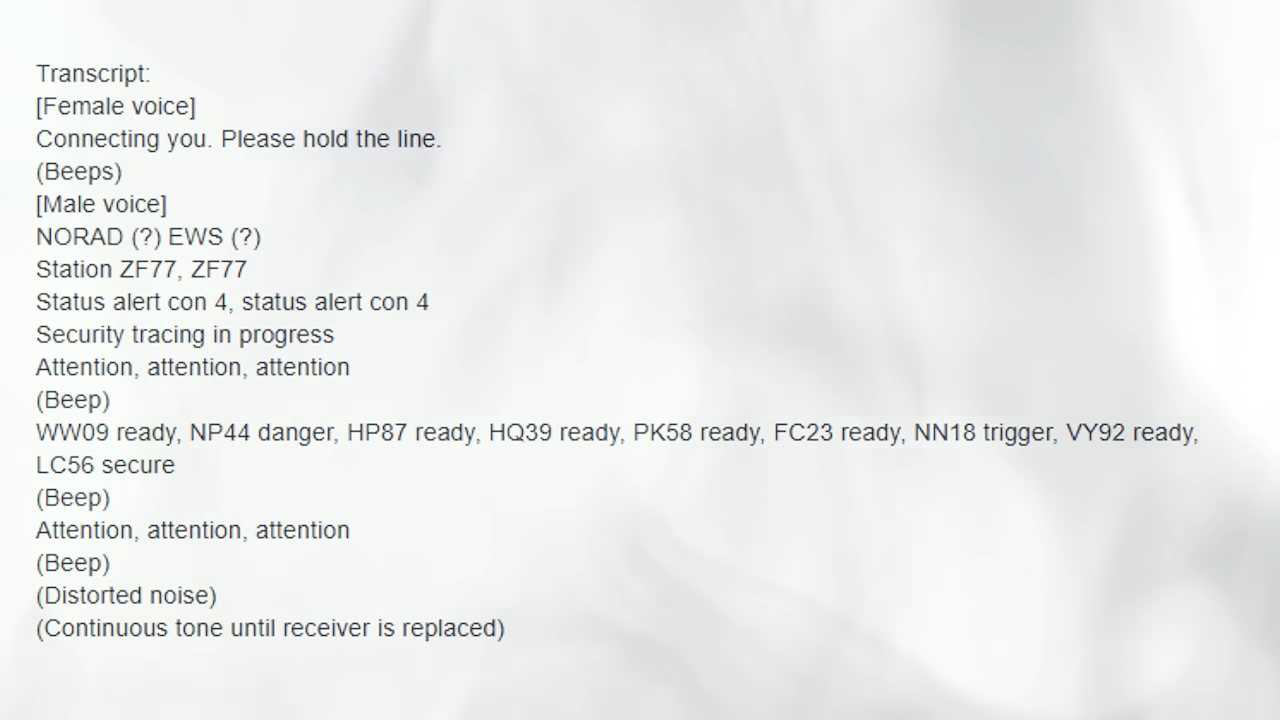 Transcript:
[Female voice]
Connecting you. Please hold the line.
(Beeps)
[Male voice]
NORAD (?) EWS (?)
Station ZF77, ZF77
Status alert con 4, status alert con 4
Security tracing in progress
Attention, attention, attention
(Beep)
WW09 ready, NP44 danger, HP87 ready, HQ39 ready, PK58 ready, FC23 ready, NN18 trigger, VY92 ready,
LC56 secure
(Beep)
Attention, attention, attention
(Beep)
(Distorted noise)
(Continuous tone until receiver is replaced)